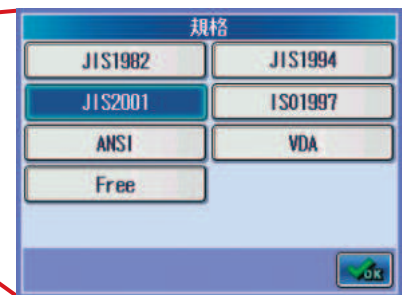 規格
JIS1982 JIS1994
JIS2001 ISO1997
ANSI VDA
Free
OK